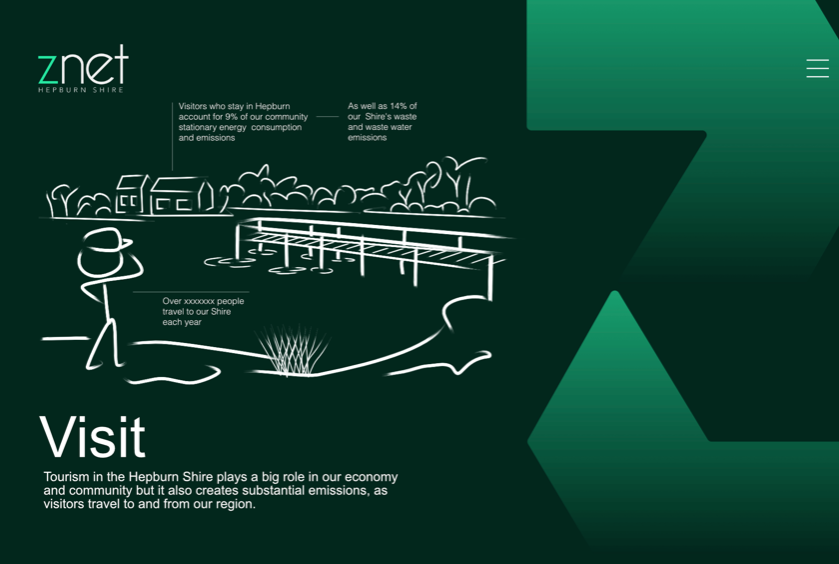 znet
HEPBURN SHIRE
Visitors who stay in Hepburn
account for 9% of our community
stationary energy consumption
and emissions
As well as 14% of
our Shire's waste
and waste water
emissions
Over xxxxxxx people
travel to our Shire
each year
Visit
Tourism in the Hepburn Shire plays a big role in our economy
and community but it also creates substantial emissions, as
visitors travel to and from our region.